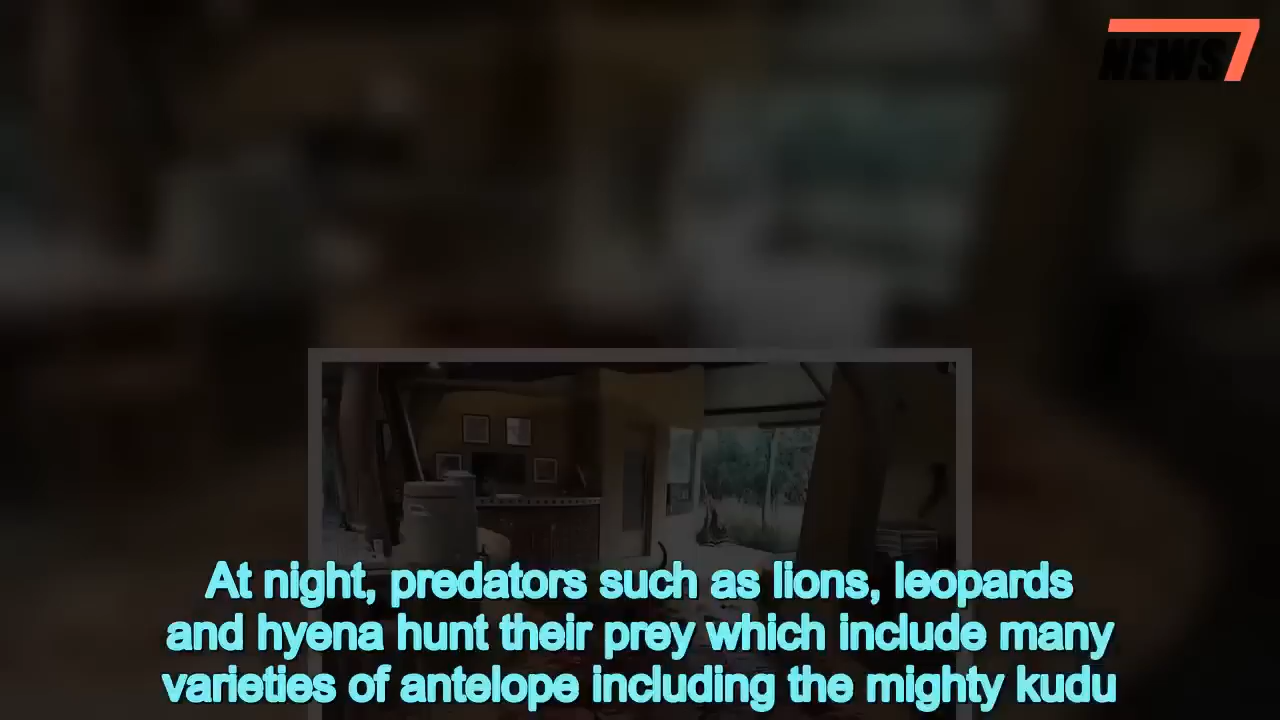 NEWS7
At night, predators such as lions, leopards
and hyena hunt their prey which include many
varieties of antelope including the mighty kudu